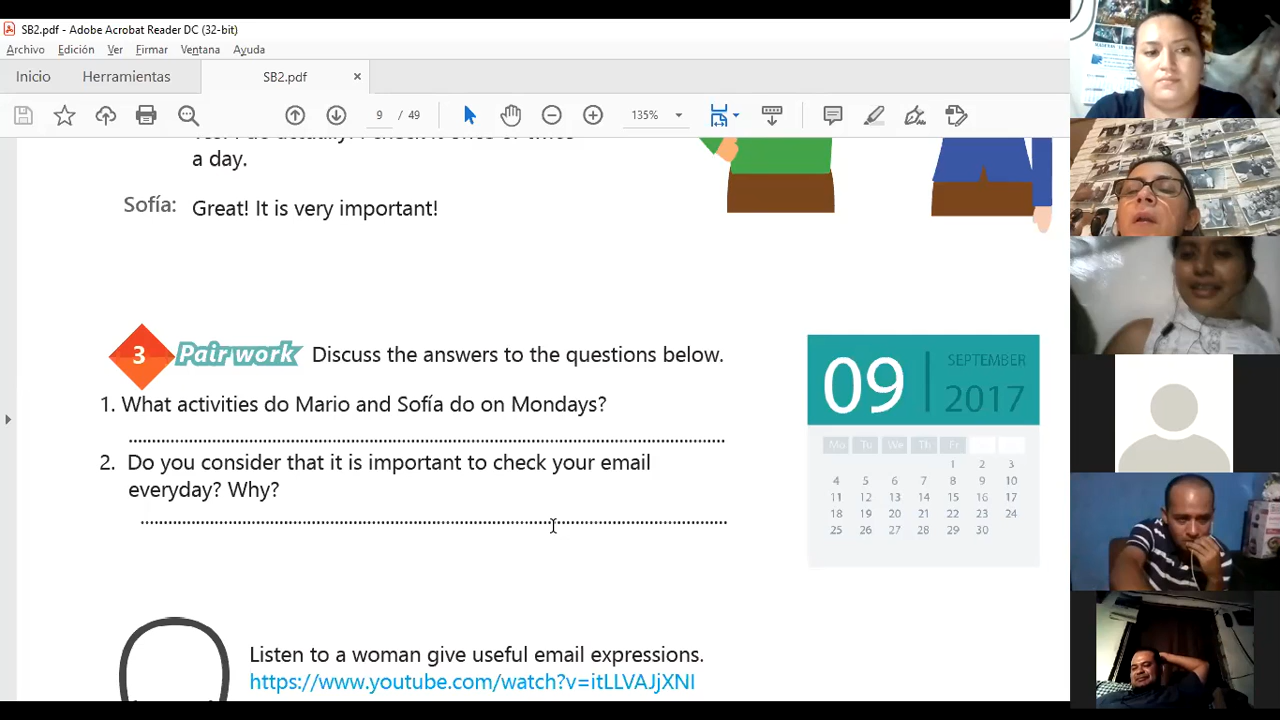 SB2.pdf - Adobe Acrobat Reader DC (32-bit)
Archivo Edición Ver Firmar Ventana Ayuda
Inicio Herramientas SB2.pdf ×
9 / 49 135%
a day.
Sofía: Great! It is very important!
3 Pair work Discuss the answers to the questions below.
1. What activities do Mario and Sofía do on Mondays?
2. Do you consider that it is important to check your email
everyday? Why?
09 SEPTEMBER
2017
Mo Tu We Th Fr
1 2 3
4 5 6 7 8 9 10
11 12 13 14 15 16 17
18 19 20 21 22 23 24
25 26 27 28 29 30
Listen to a woman give useful email expressions.
https://www.youtube.com/watch?v=itLLVAJjXNI